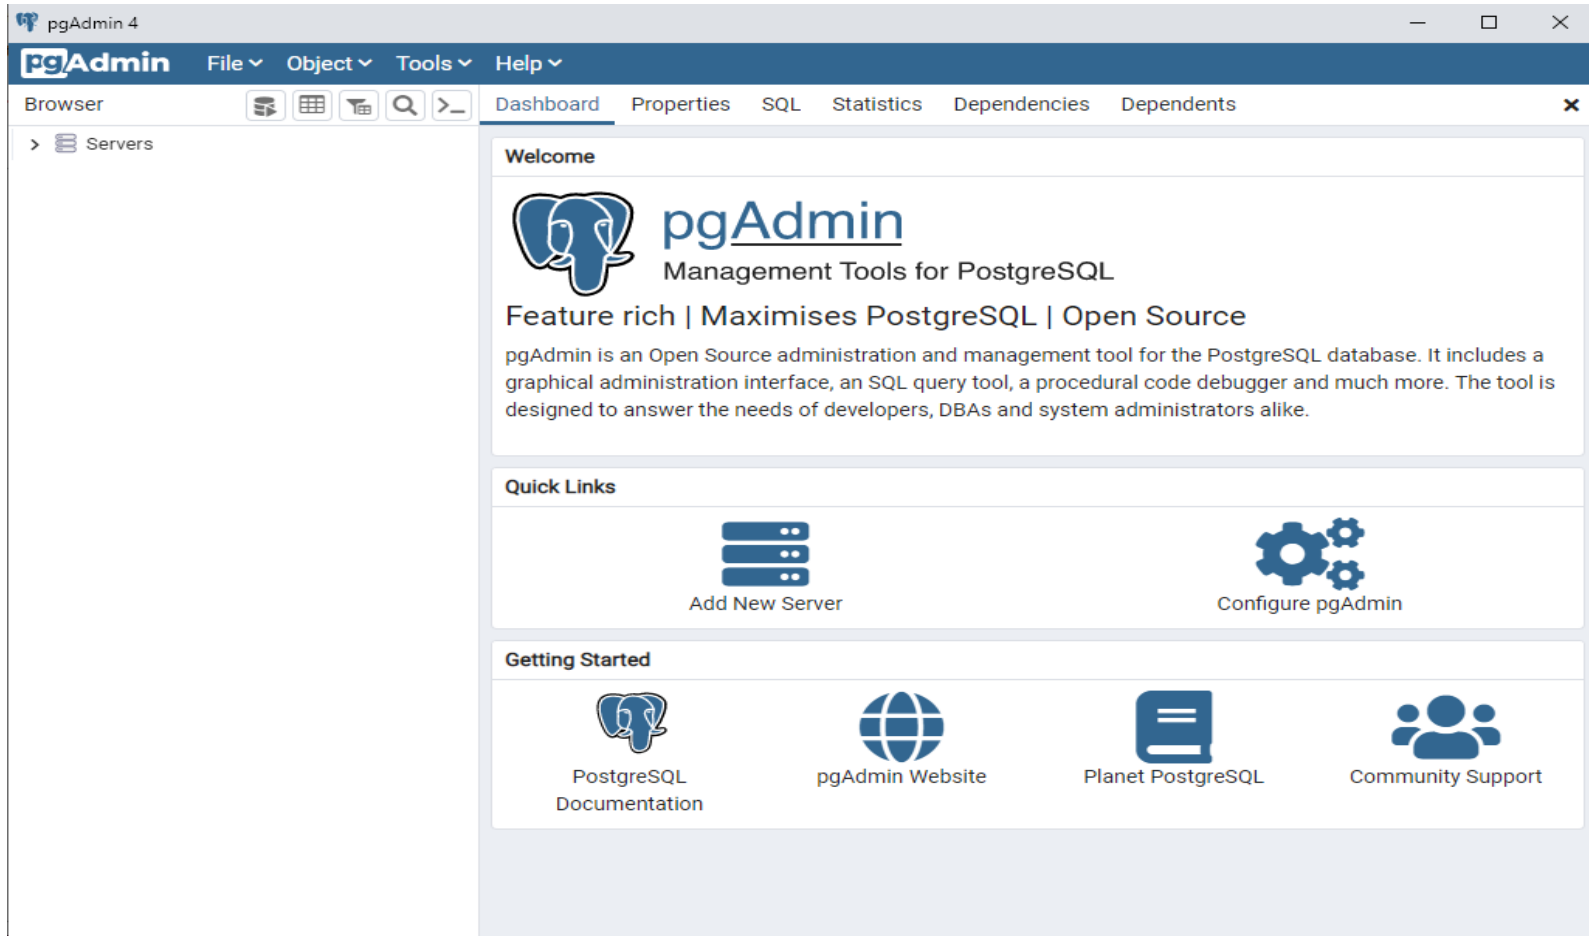 pgAdmin 4
pgAdmin File Object Tools Help
Browser
Dashboard Properties SQL Statistics Dependencies Dependents
Servers
Welcome
pgAdmin
Management Tools for PostgreSQL
Feature rich | Maximises PostgreSQL | Open Source
pgAdmin is an Open Source administration and management tool for the PostgreSQL database. It includes a
graphical administration interface, an SQL query tool, a procedural code debugger and much more. The tool is
designed to answer the needs of developers, DBAs and system administrators alike.
Quick Links
Add New Server
Configure pgAdmin
Getting Started
PostgreSQL
Documentation
pgAdmin Website
Planet PostgreSQL
Community Support